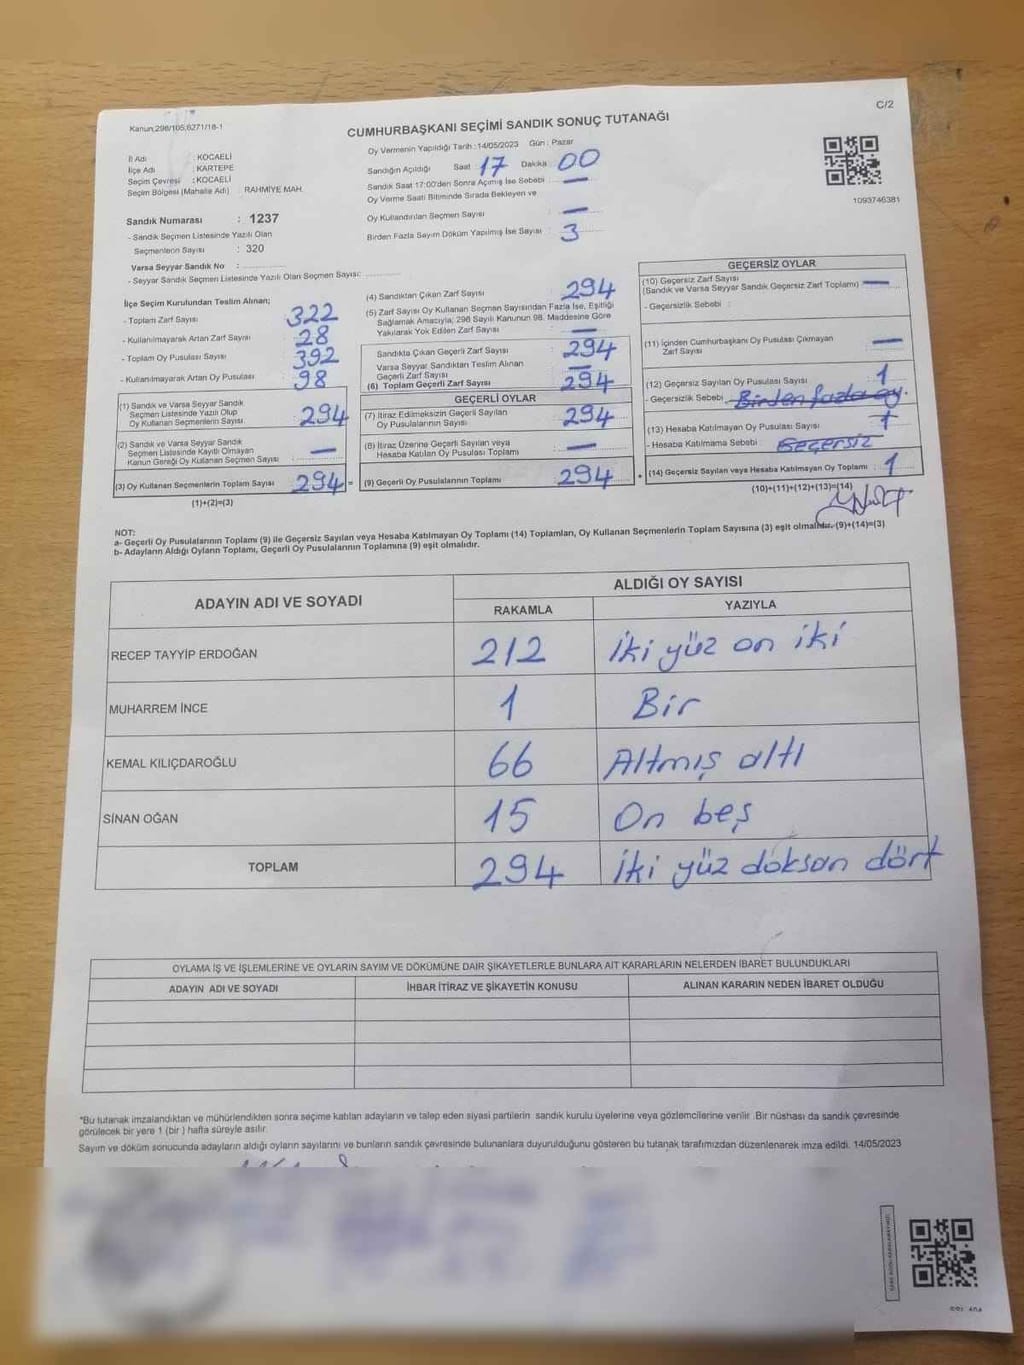 C/2
Kanun;298/105,6271/18-1
CUMHURBAŞKANI SEÇİMİ SANDIK SONUÇ TUTANAĞI
Oy Vermenin Yapıldığı Tarih :14/05/2023 Gün : Pazar
İl Adı : KOCAELİ
İlçe Adı : KARTEPE
Seçim Çevresi : KOCAELİ
Seçim Bölgesi (Mahalle Adı) : RAHMİYE MAH.
Sandık Numarası : 1237
- Sandık Seçmen Listesinde Yazılı Olan
Seçmenlerin Sayısı : 320
Varsa Seyyar Sandık No :
- Seyyar Sandık Seçmen Listesinde Yazılı Olan Seçmen Sayısı:
Sandığın Açıldığı Saat 17 Dakika 00
Sandık Saat 17:00'den Sonra Açılmış İse Sebebi : —
Oy Verme Saati Bitiminde Sırada Bekleyen ve
Oy Kullandırılan Seçmen Sayısı : —
Birden Fazla Sayım Döküm Yapılmış İse Sayısı : 3
1093746381
İlçe Seçim Kurulundan Teslim Alınan;
- Toplam Zarf Sayısı : 322
- Kullanılmayarak Artan Zarf Sayısı : 28
- Toplam Oy Pusulası Sayısı : 392
- Kullanılmayarak Artan Oy Pusulası : 98
(1) Sandık ve Varsa Seyyar Sandık
Seçmen Listesinde Yazılı Olup
Oy Kullanan Seçmenlerin Sayısı : 294
(2) Sandık ve Varsa Seyyar Sandık
Seçmen Listesinde Kayıtlı Olmayan
Kanun Gereği Oy Kullanan Seçmen Sayısı : —
(3) Oy Kullanan Seçmenlerin Toplam Sayısı : 294 =
(1)+(2)=(3)
(4) Sandıktan Çıkan Zarf Sayısı : 294
(5) Zarf Sayısı Oy Kullanan Seçmen Sayısından Fazla İse, Eşitliği
Sağlamak Amacıyla; 298 Sayılı Kanunun 98. Maddesine Göre
Yakılarak Yok Edilen Zarf Sayısı : —
Sandıkta Çıkan Geçerli Zarf Sayısı : 294
Varsa Seyyar Sandıktan Teslim Alınan
Geçerli Zarf Sayısı : —
(6) Toplam Geçerli Zarf Sayısı : 294
GEÇERLİ OYLAR
(7) İtiraz Edilmeksizin Geçerli Sayılan
Oy Pusulalarının Sayısı : 294
(8) İtiraz Üzerine Geçerli Sayılan veya
Hesaba Katılan Oy Pusulası Toplamı : —
(9) Geçerli Oy Pusulalarının Toplamı : 294 +
GEÇERSİZ OYLAR
(10) Geçersiz Zarf Sayısı
(Sandık ve Varsa Seyyar Sandık Geçersiz Zarf Toplamı) : —
- Geçersizlik Sebebi :
(11) İçinden Cumhurbaşkanı Oy Pusulası Çıkmayan
Zarf Sayısı : —
(12) Geçersiz Sayılan Oy Pusulası Sayısı : 1
- Geçersizlik Sebebi : Birden fazla oy.
(13) Hesaba Katılmayan Oy Pusulası Sayısı : 1
- Hesaba Katılmama Sebebi : Geçersiz
(14) Geçersiz Sayılan veya Hesaba Katılmayan Oy Toplamı : 1
(10)+(11)+(12)+(13)=(14)
NOT:
a- Geçerli Oy Pusulalarının Toplamı (9) ile Geçersiz Sayılan veya Hesaba Katılmayan Oy Toplamı (14) Toplamları, Oy Kullanan Seçmenlerin Toplam Sayısına (3) eşit olmalıdır.-(9)+(14)=(3)
b- Adayların Aldığı Oyların Toplamı, Geçerli Oy Pusulalarının Toplamına (9) eşit olmalıdır.
ADAYIN ADI VE SOYADI ALDIĞI OY SAYISI
RAKAMLA YAZIYLA
RECEP TAYYİP ERDOĞAN 212 İki yüz on iki
MUHARREM İNCE 1 Bir
KEMAL KILIÇDAROĞLU 66 Altmış altı
SİNAN OĞAN 15 On beş
TOPLAM 294 İki yüz doksan dört
OYLAMA İŞ VE İŞLEMLERİNE VE OYLARIN SAYIM VE DÖKÜMÜNE DAİR ŞİKAYETLERLE BUNLARA AİT KARARLARIN NELERDEN İBARET BULUNDUKLARI
ADAYIN ADI VE SOYADI İHBAR İTİRAZ VE ŞİKAYETİN KONUSU ALINAN KARARIN NEDEN İBARET OLDUĞU
*Bu tutanak imzalandıktan ve mühürlendikten sonra seçime katılan adayların ve talep eden siyasi partilerin sandık kurulu üyelerine veya gözlemcilerine verilir .Bir nüshası da sandık çevresinde
görülecek bir yere 1 (bir ) hafta süreyle asılır.
Sayım ve döküm sonucunda adayların aldığı oyların sayılarını ve bunların sandık çevresinde bulunanlara duyurulduğunu gösteren bu tutanak tarafımızdan düzenlenerek imza edildi. 14/05/2023